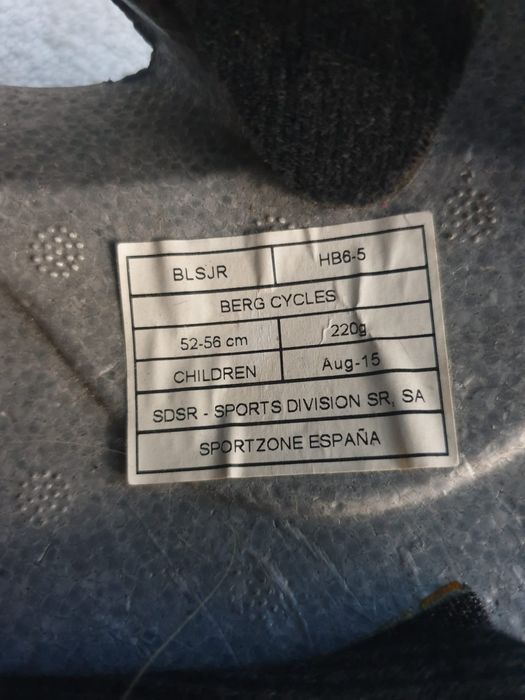 BLSJR HB6-5
BERG CYCLES
52-56 cm 220g
CHILDREN Aug-15
SDSR - SPORTS DIVISION SR, SA
SPORTZONE ESPAÑA